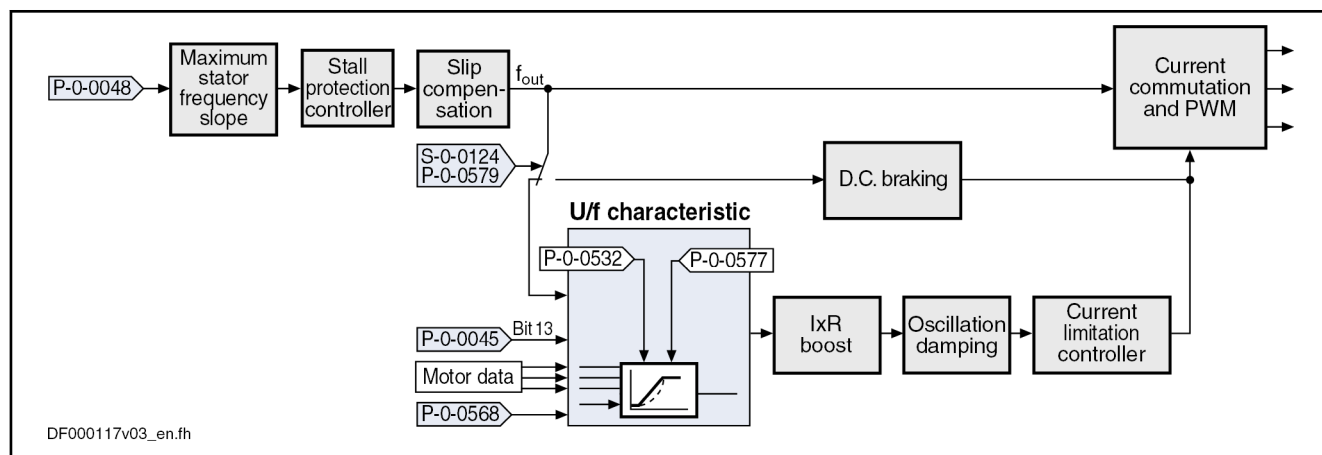 P-0-0048
Maximum
stator
frequency
slope
Stall
protection
controller
Slip
compen-
sation
fout
Current
commutation
and PWM
S-0-0124
P-0-0579
D.C. braking
U/f characteristic
P-0-0532
P-0-0577
P-0-0045
Bit 13
Motor data
P-0-0568
IxR
boost
Oscillation
damping
Current
limitation
controller
DF000117v03_en.fh